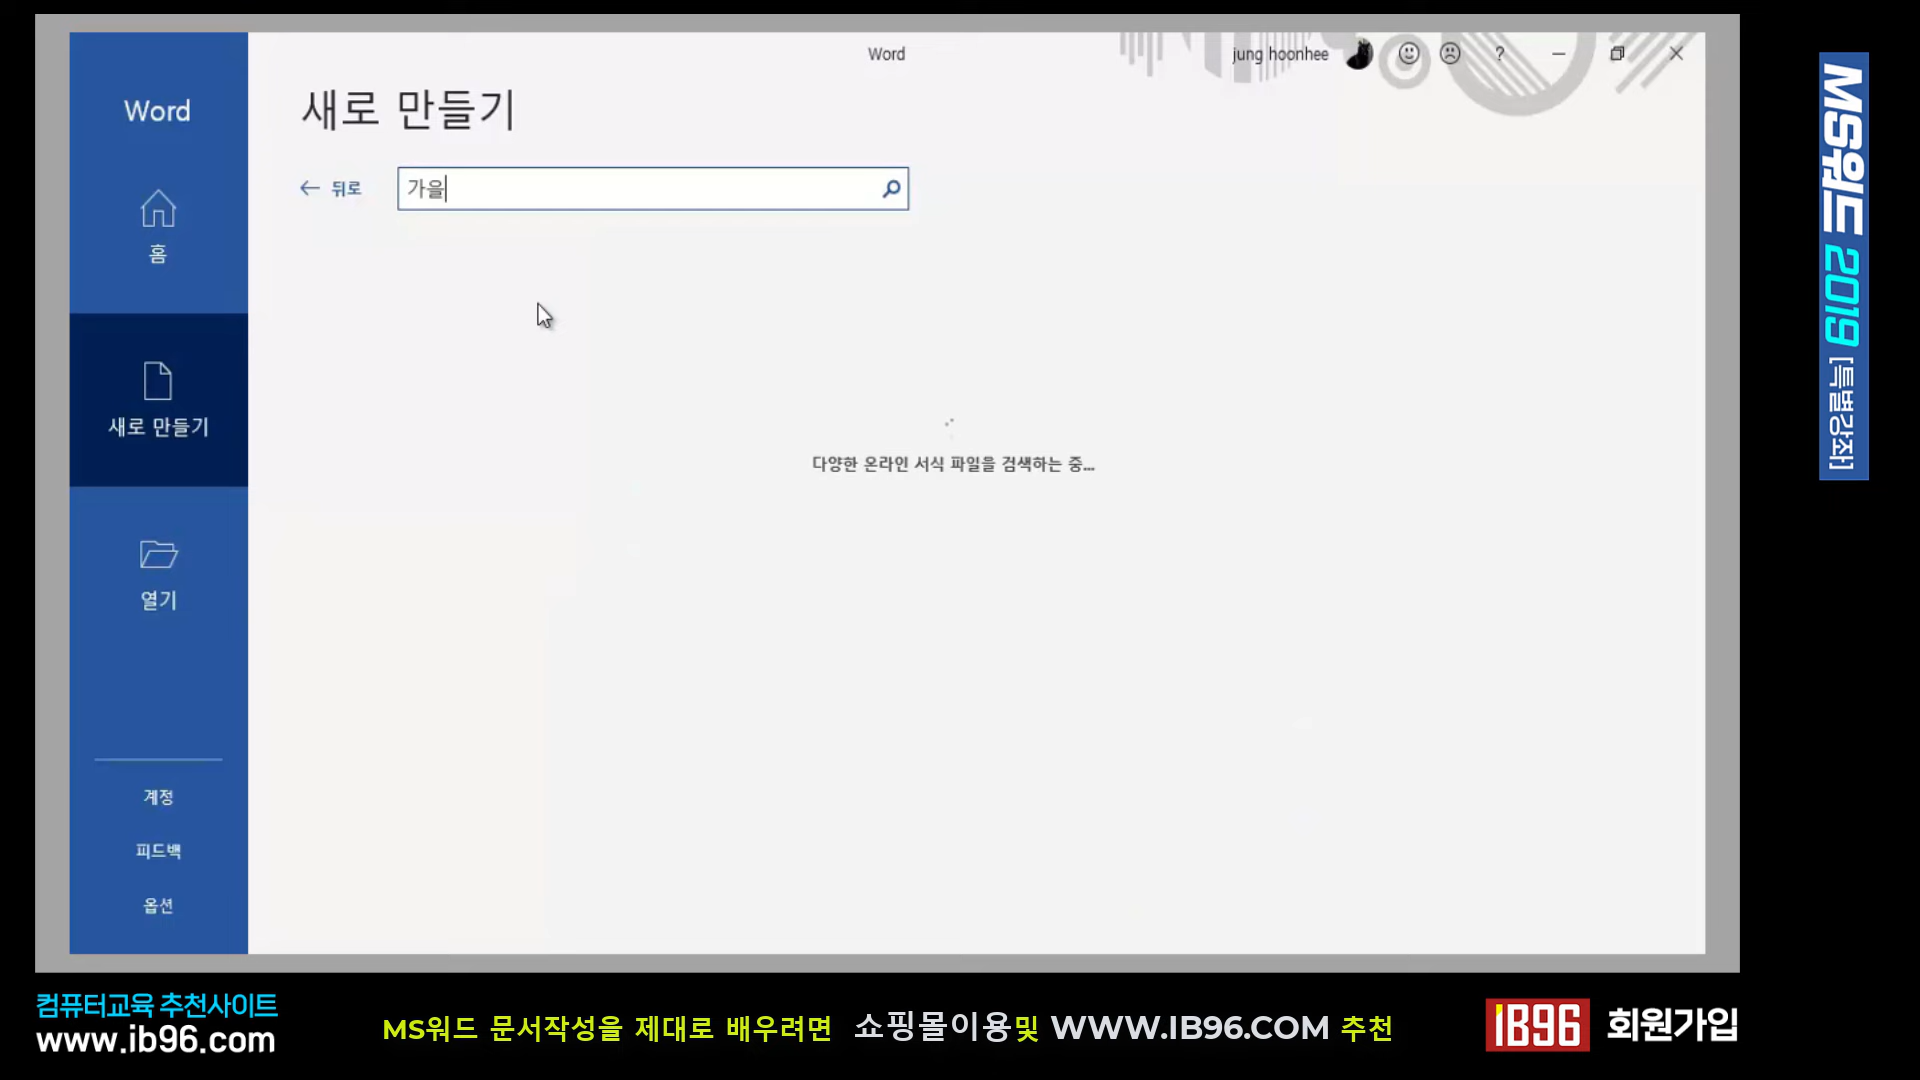 Word
jung hoonhee
?
Word
홈
새로 만들기
열기
계정
피드백
옵션
새로 만들기
뒤로
가을
다양한 온라인 서식 파일을 검색하는 중...
MS워드 2019 [특별강좌]
컴퓨터교육 추천사이트
www.ib96.com
MS워드 문서작성을 제대로 배우려면 쇼핑몰이용및 WWW.IB96.COM 추천
IB96 회원가입